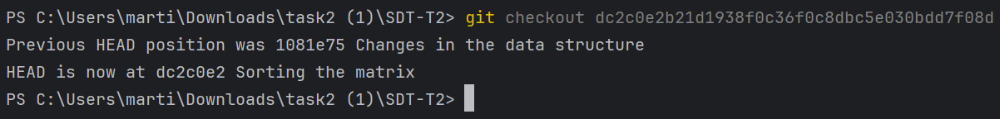 PS C:\Users\marti\Downloads\task2 (1)\SDT-T2> git checkout dc2c0e2b21d1938f0c36f0c8dbc5e030bdd7f08d
Previous HEAD position was 1081e75 Changes in the data structure
HEAD is now at dc2c0e2 Sorting the matrix
PS C:\Users\marti\Downloads\task2 (1)\SDT-T2>